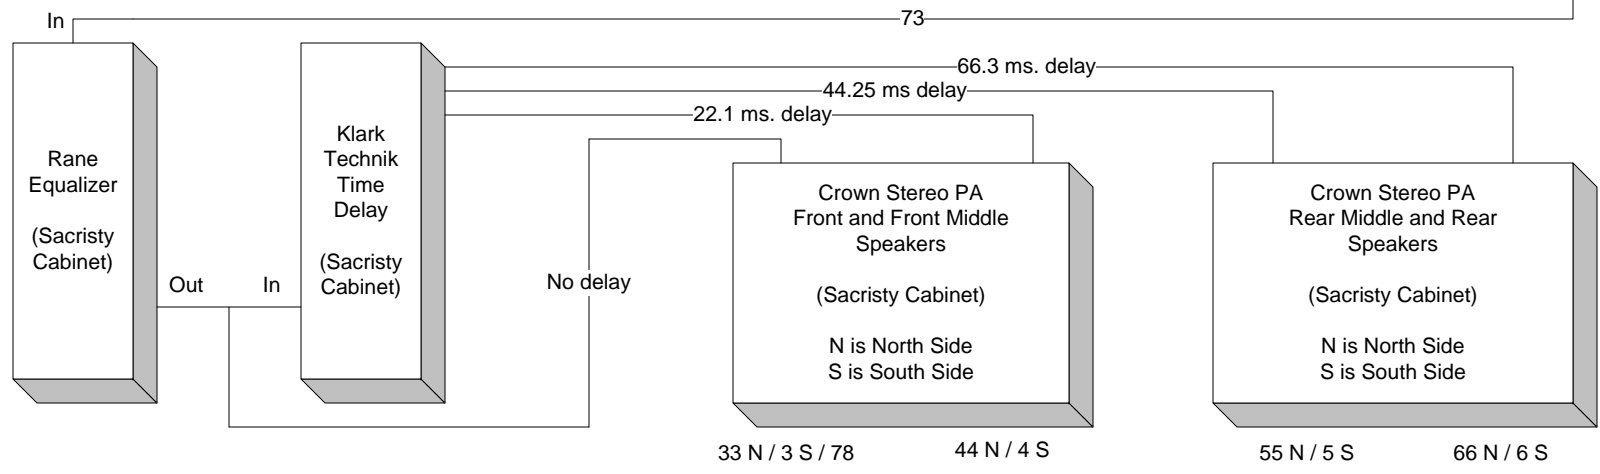 In
73
66.3 ms. delay
44.25 ms delay
22.1 ms. delay
Rane
Equalizer
(Sacristy
Cabinet)
Out
In
Klark
Technik
Time
Delay
(Sacristy
Cabinet)
No delay
Crown Stereo PA
Front and Front Middle
Speakers
(Sacristy Cabinet)
N is North Side
S is South Side
33 N / 3 S / 78
44 N / 4 S
Crown Stereo PA
Rear Middle and Rear
Speakers
(Sacristy Cabinet)
N is North Side
S is South Side
55 N / 5 S
66 N / 6 S